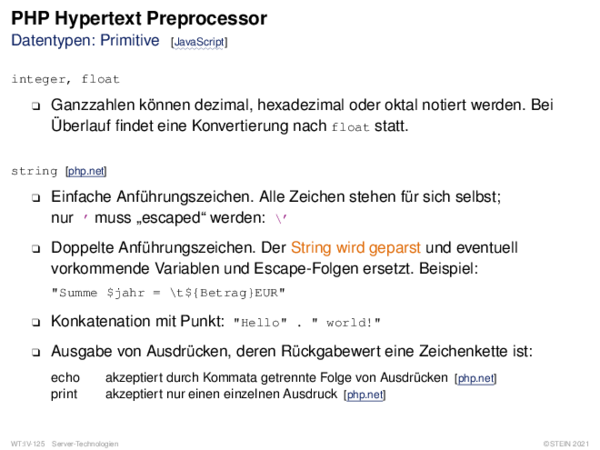 PHP Hypertext Preprocessor
Datentypen: Primitive [JavaScript]
integer, float
❑ Ganzzahlen können dezimal, hexadezimal oder oktal notiert werden. Bei
Überlauf findet eine Konvertierung nach float statt.
string [php.net]
❑ Einfache Anführungszeichen. Alle Zeichen stehen für sich selbst;
nur ’ muss „escaped“ werden: \’
❑ Doppelte Anführungszeichen. Der String wird geparst und eventuell
vorkommende Variablen und Escape-Folgen ersetzt. Beispiel:
"Summe $jahr = \t${Betrag}EUR"
❑ Konkatenation mit Punkt: "Hello" . " world!"
❑ Ausgabe von Ausdrücken, deren Rückgabewert eine Zeichenkette ist:
echo akzeptiert durch Kommata getrennte Folge von Ausdrücken [php.net]
print akzeptiert nur einen einzelnen Ausdruck [php.net]
WT:IV-125 Server-Technologien ©STEIN 2021